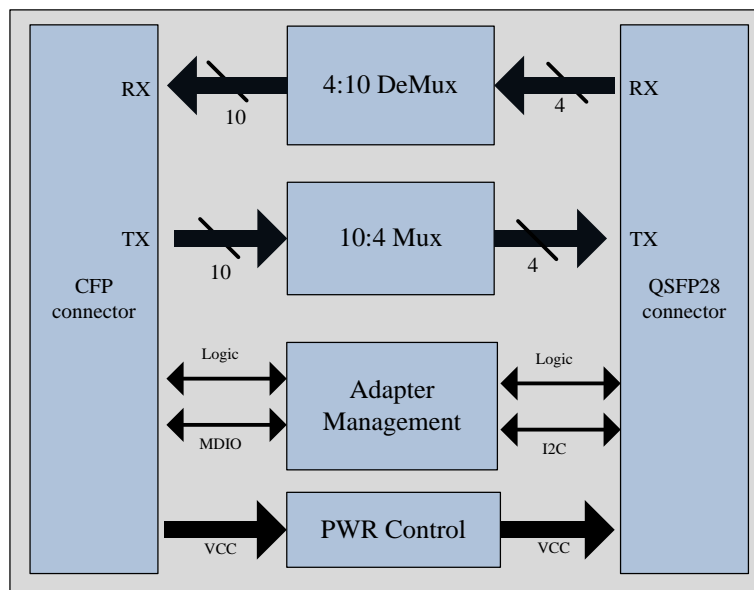 RX
10
4:10 DeMux
4
RX
TX
10
10:4 Mux
4
TX
CFP
connector
QSFP28
connector
Logic
MDIO
Adapter
Management
Logic
I2C
VCC
PWR Control
VCC